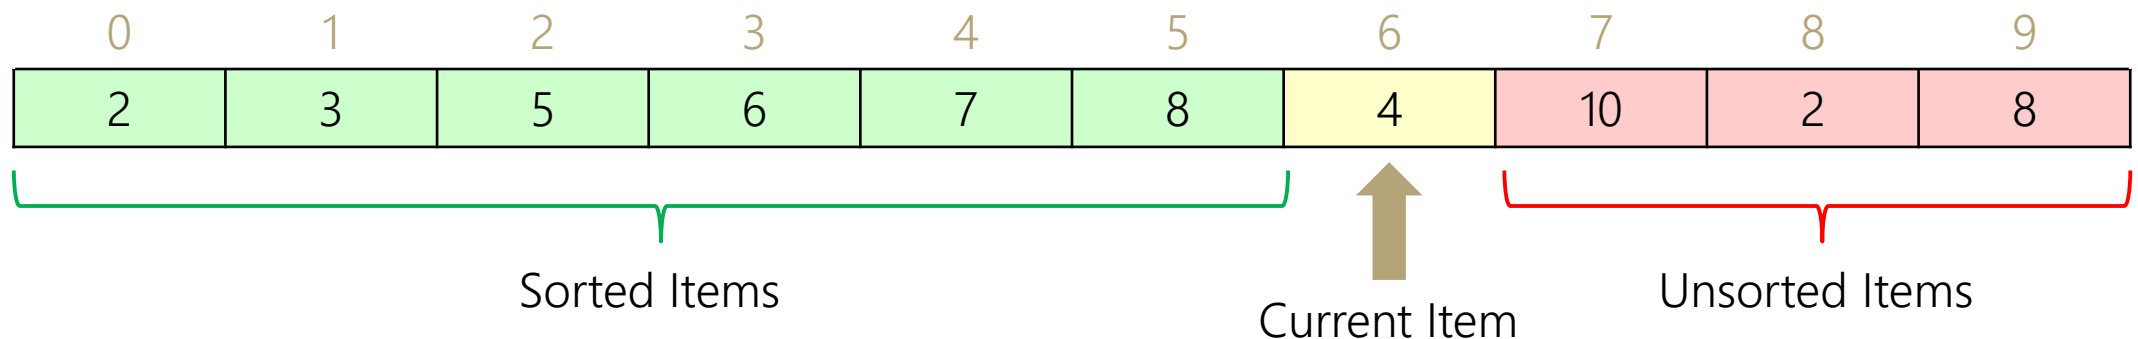 0 1 2 3 4 5 6 7 8 9
2 3 5 6 7 8 4 10 2 8
Sorted Items
Current Item
Unsorted Items